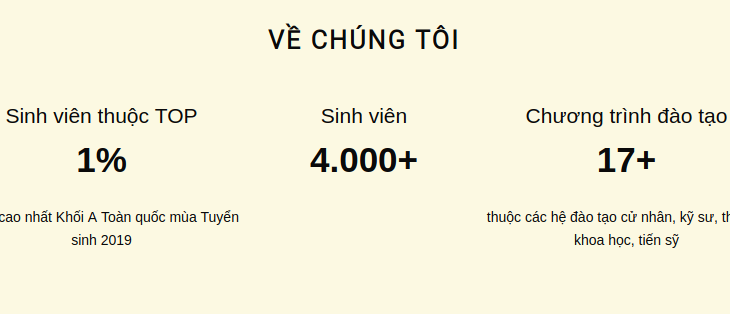 VỀ CHÚNG TÔI
Sinh viên thuộc TOP
1%
cao nhất Khối A Toàn quốc mùa Tuyển
sinh 2019
Sinh viên
4.000+
Chương trình đào tạo
17+
thuộc các hệ đào tạo cử nhân, kỹ sư,
khoa học, tiến sỹ